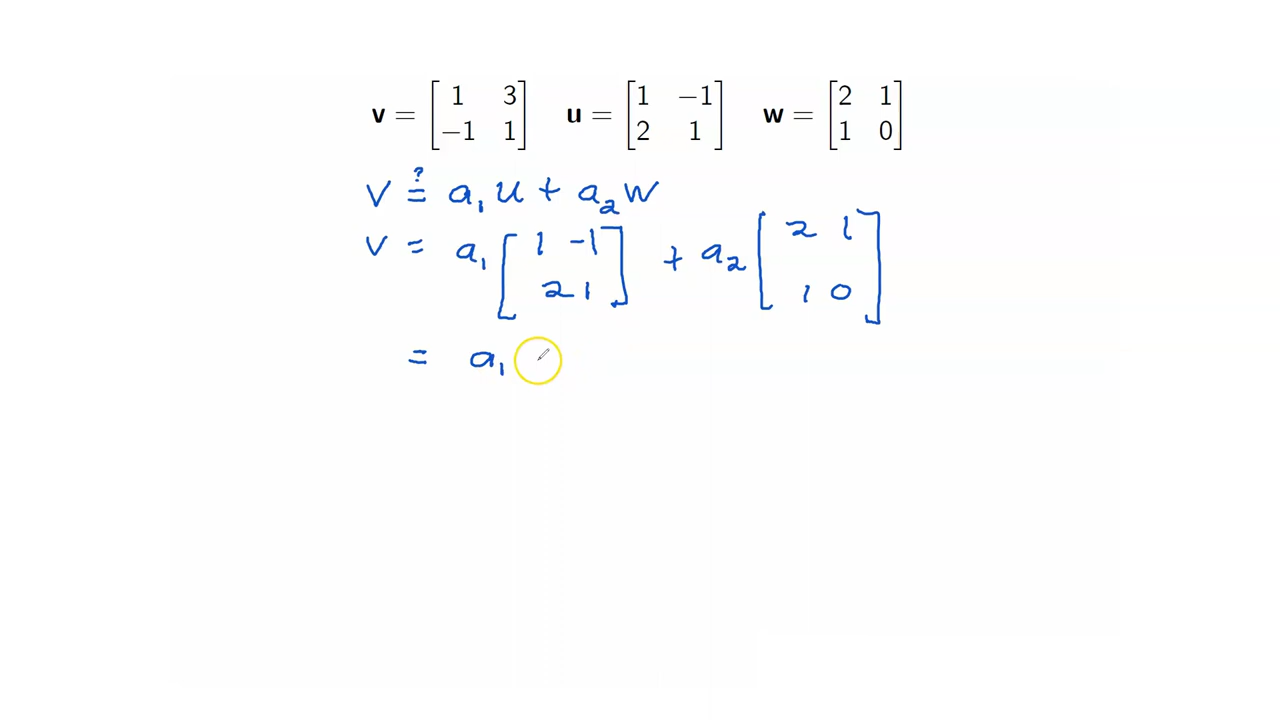 v = [1 3; −1 1] u = [1 −1; 2 1] w = [2 1; 1 0]
v ≟ a₁u + a₂w
v = a₁ [1 -1; 2 1] + a₂ [2 1; 1 0]
= a₁